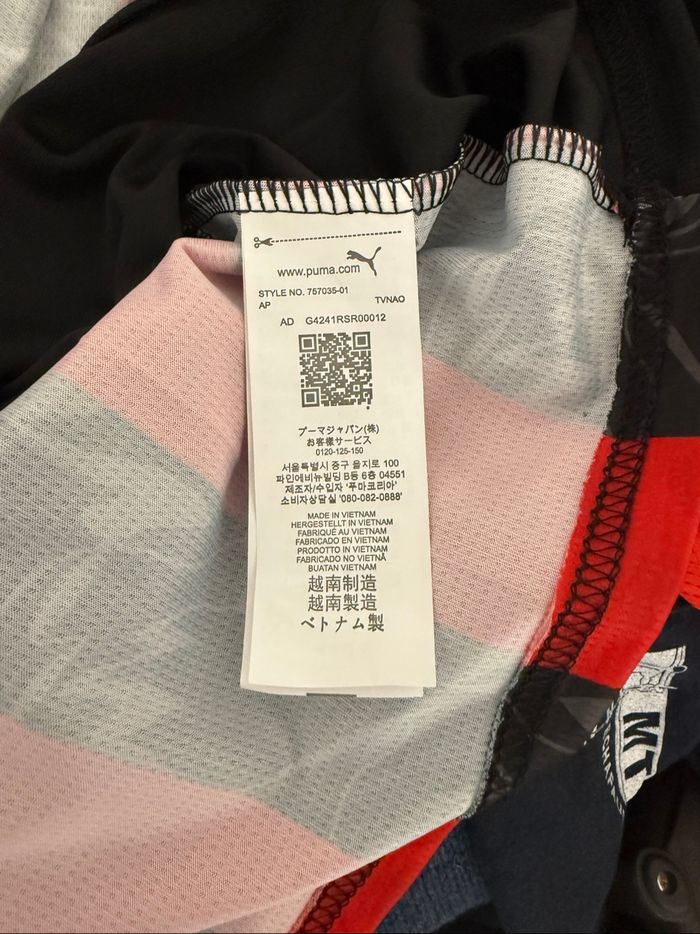 www.puma.com
STYLE NO. 757035-01
AP TVNAO
AD G4241RSR00012
プーマジャパン(株)
お客様サービス
0120-125-150
서울특별시 중구 을지로 100
파인에비뉴빌딩 B동 6층 04551
제조자/수입자 '푸마코리아'
소비자상담실 '080-082-0888'
MADE IN VIETNAM
HERGESTELLT IN VIETNAM
FABRIQUÉ AU VIETNAM
FABRICADO EN VIETNAM
PRODOTTO IN VIETNAM
FABRICADO NO VIETNÃ
BUATAN VIETNAM
越南制造
越南製造
ベトナム製
MT